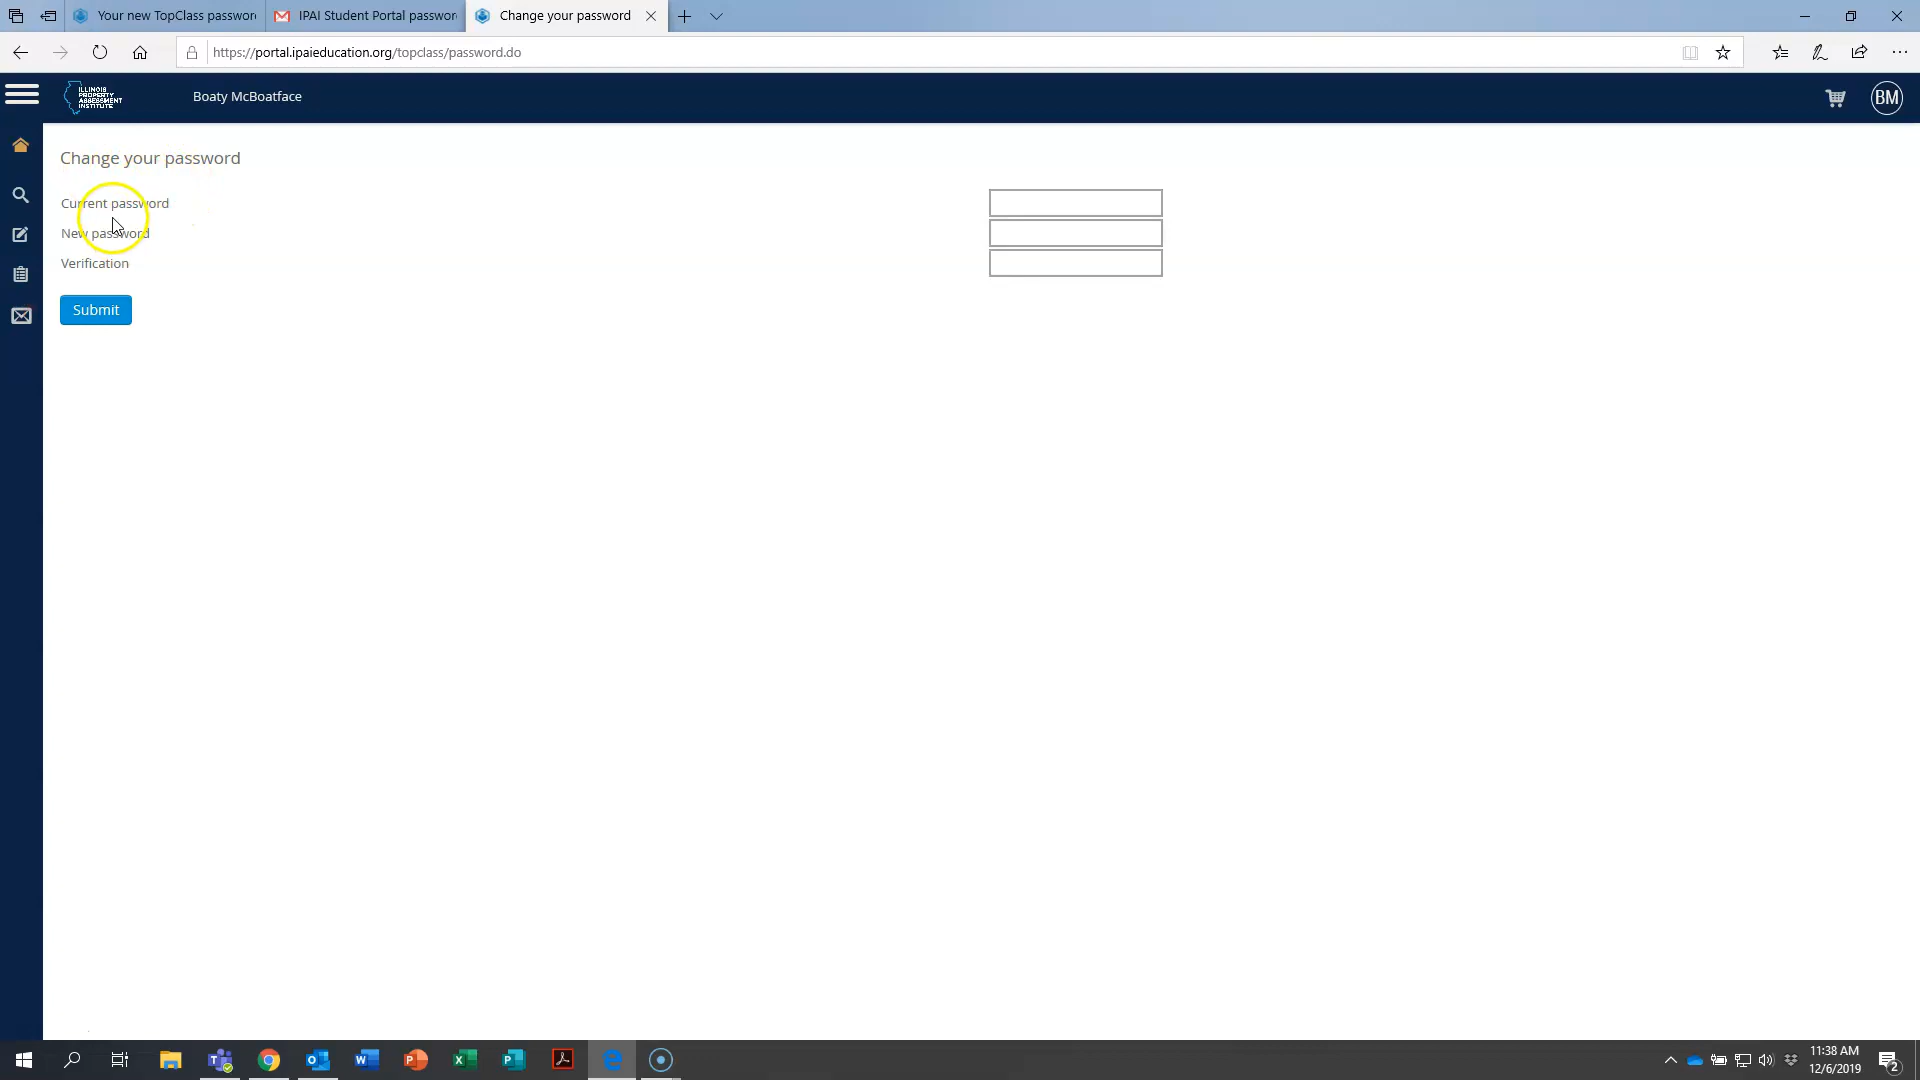 Your new TopClass passwor
IPAI Student Portal passwor
Change your password
https://portal.ipaieducation.org/topclass/password.do
ILLINOIS
PROPERTY
ASSESSMENT
INSTITUTE
Boaty McBoatface
BM
Change your password
Current password
New password
Verification
Submit
11:38 AM
12/6/2019
2